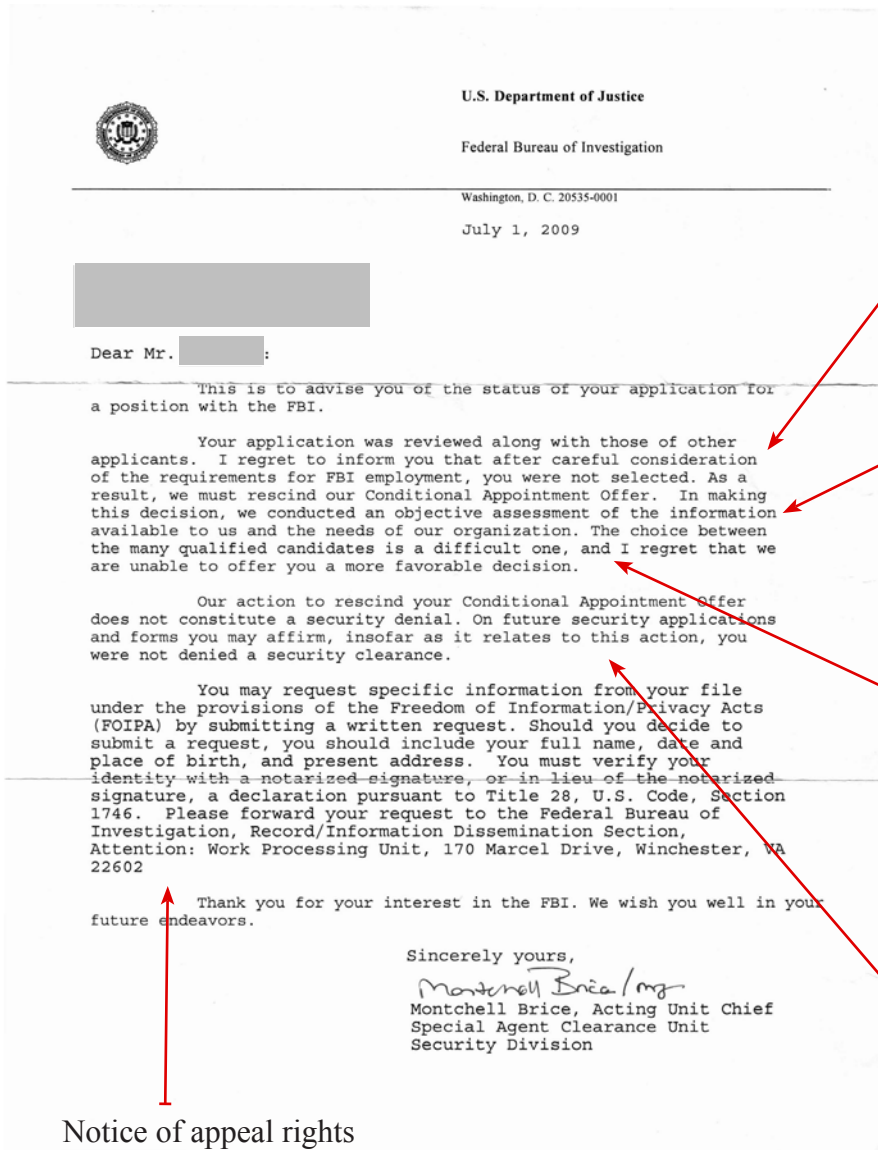 U.S. Department of Justice
Federal Bureau of Investigation
Washington, D. C. 20535-0001
July 1, 2009
Dear Mr. :
This is to advise you of the status of your application for
a position with the FBI.
Your application was reviewed along with those of other
applicants. I regret to inform you that after careful consideration
of the requirements for FBI employment, you were not selected. As a
result, we must rescind our Conditional Appointment Offer. In making
this decision, we conducted an objective assessment of the information
available to us and the needs of our organization. The choice between
the many qualified candidates is a difficult one, and I regret that we
are unable to offer you a more favorable decision.
Our action to rescind your Conditional Appointment Offer
does not constitute a security denial. On future security applications
and forms you may affirm, insofar as it relates to this action, you
were not denied a security clearance.
You may request specific information from your file
under the provisions of the Freedom of Information/Privacy Acts
(FOIPA) by submitting a written request. Should you decide to
submit a request, you should include your full name, date and
place of birth, and present address. You must verify your
identity with a notarized signature, or in lieu of the notarized
signature, a declaration pursuant to Title 28, U.S. Code, Section
1746. Please forward your request to the Federal Bureau of
Investigation, Record/Information Dissemination Section,
Attention: Work Processing Unit, 170 Marcel Drive, Winchester, VA
22602
Thank you for your interest in the FBI. We wish you well in your
future endeavors.
Sincerely yours,
Montchell Brice/mg
Montchell Brice, Acting Unit Chief
Special Agent Clearance Unit
Security Division
Notice of appeal rights